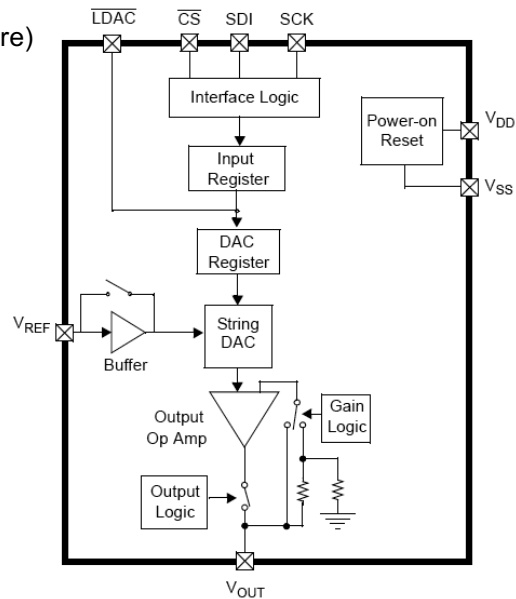 re)
LDAC CS SDI SCK
Interface Logic
Power-on
Reset
VDD
VSS
Input
Register
DAC
Register
VREF
Buffer
String
DAC
Output
Op Amp
Gain
Logic
Output
Logic
VOUT